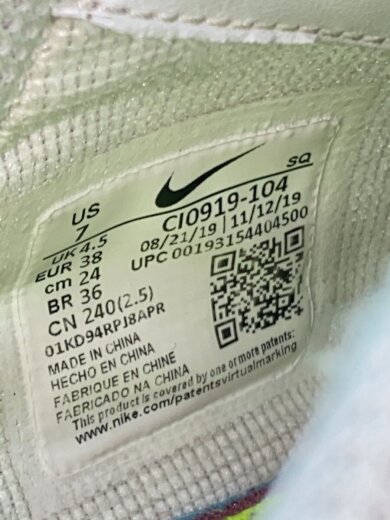 SQ
US
7
CI0919-104
UK 4.5
08/21/19 | 11/12/19
EUR 38
UPC 00193154404500
cm 24
BR 36
CN 240(2.5)
01KD94RPJ8APR
MADE IN CHINA
HECHO EN CHINA
FABRIQUE EN CHINE
FABRICADO NA CHINA
This product is covered by one or more patents:
www.nike.com/patentsvirtualmarking